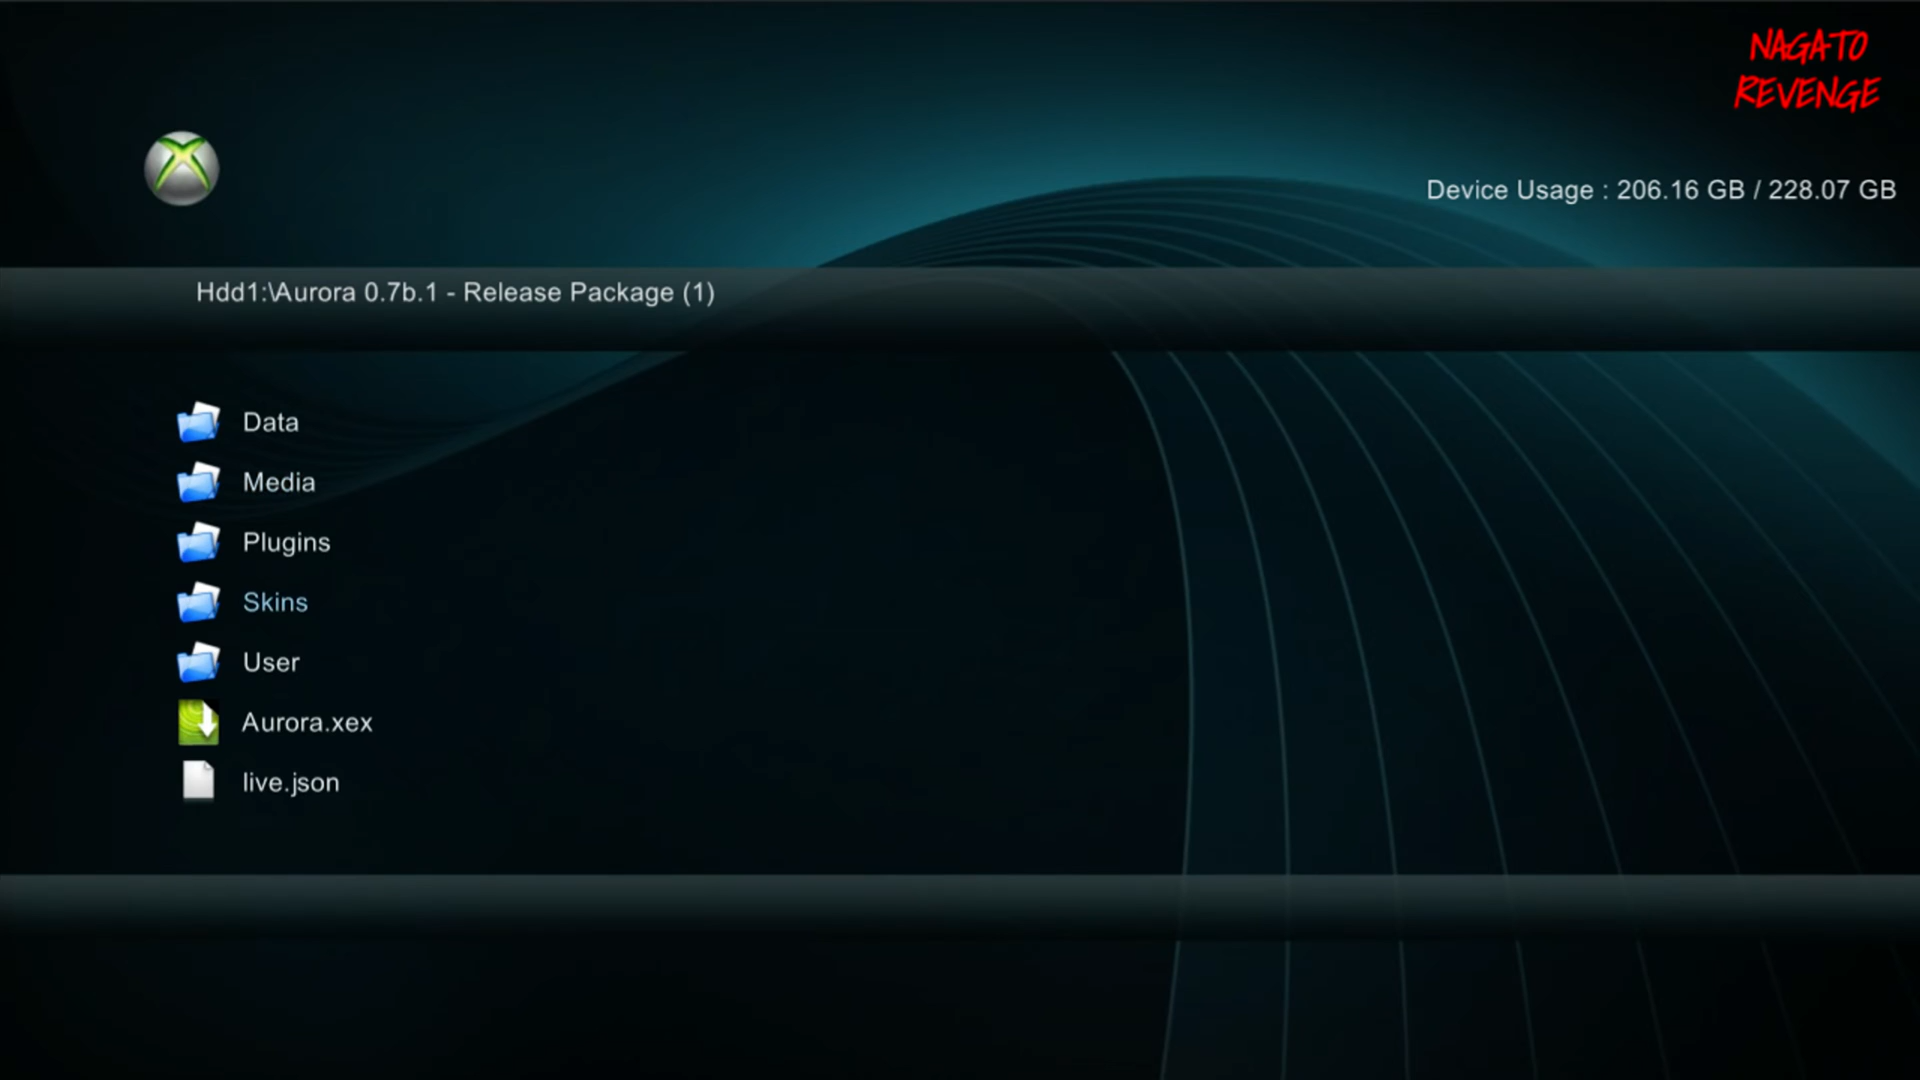 NAGATO
REVENGE
Device Usage : 206.16 GB / 228.07 GB
Hdd1:\Aurora 0.7b.1 - Release Package (1)
Data
Media
Plugins
Skins
User
Aurora.xex
live.json